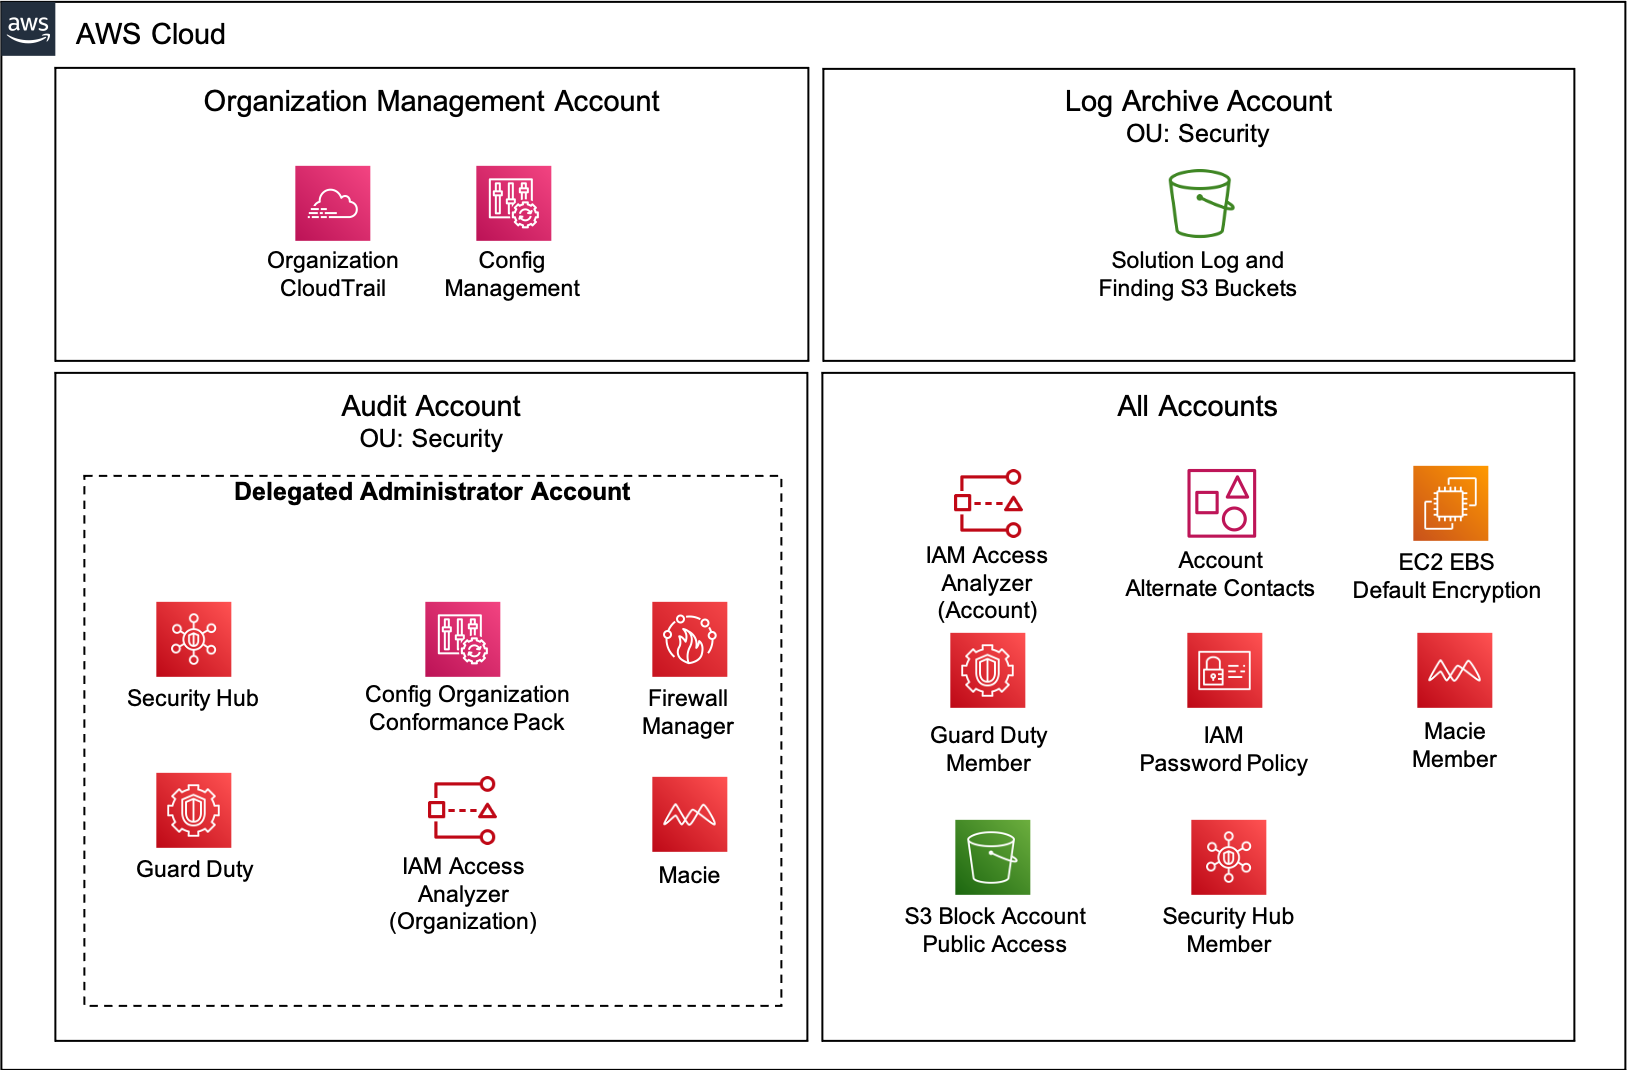 aws
AWS Cloud
Organization Management Account
Organization
CloudTrail
Config
Management
Log Archive Account
OU: Security
Solution Log and
Finding S3 Buckets
Audit Account
OU: Security
Delegated Administrator Account
Security Hub
Config Organization
Conformance Pack
Firewall
Manager
Guard Duty
IAM Access
Analyzer
(Organization)
Macie
All Accounts
IAM Access
Analyzer
(Account)
Account
Alternate Contacts
EC2 EBS
Default Encryption
Guard Duty
Member
IAM
Password Policy
Macie
Member
S3 Block Account
Public Access
Security Hub
Member